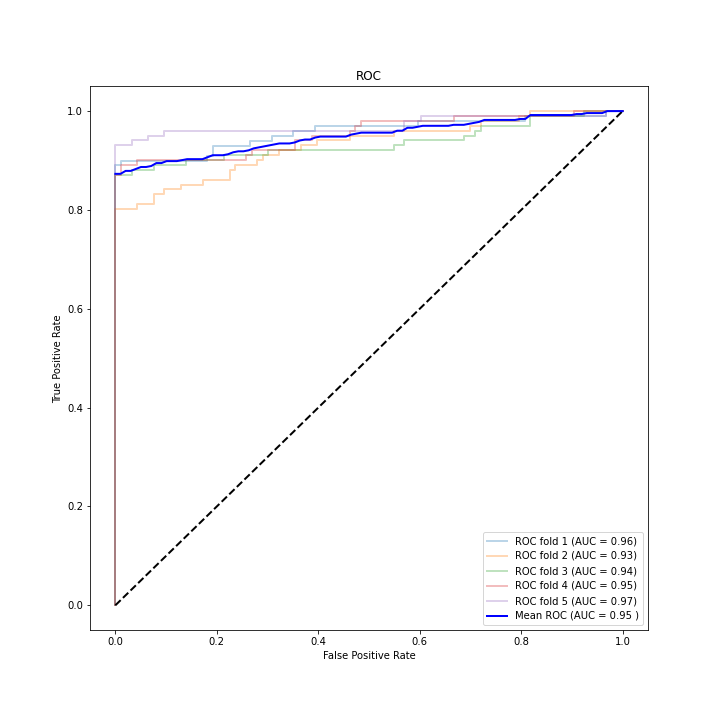 ROC
True Positive Rate
1.0
0.8
0.6
0.4
0.2
0.0
0.0 0.2 0.4 0.6 0.8 1.0
False Positive Rate
ROC fold 1 (AUC = 0.96)
ROC fold 2 (AUC = 0.93)
ROC fold 3 (AUC = 0.94)
ROC fold 4 (AUC = 0.95)
ROC fold 5 (AUC = 0.97)
Mean ROC (AUC = 0.95 )